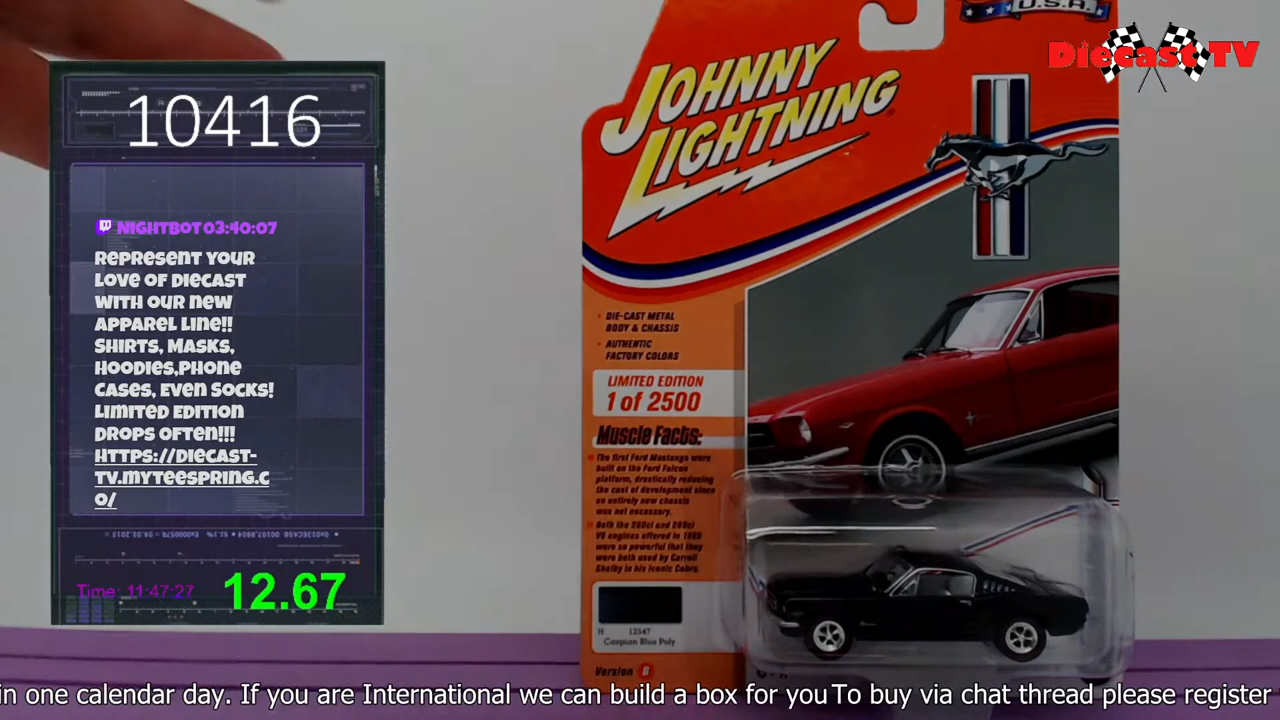 10416
NIGHTBOT 03:40:07
REPRESENT YOUR
LOVE OF DIECAST
WITH OUR NEW
APPAREL LINE!!
SHIRTS, MASKS,
HOODIES,PHONE
CASES, EVEN SOCKS!
LIMITED EDITION
DROPS OFTEN!!!
HTTPS://DIECAST-
TV.MYTEESPRING.C
O/
Time: 11:47:27
12.67
U.S.A.
Diecast TV
JOHNNY
LIGHTNING
• DIE-CAST METAL
BODY & CHASSIS
• AUTHENTIC
FACTORY COLORS
LIMITED EDITION
1 of 2500
Muscle Facts:
The first Ford Mustangs were
built on the Ford Falcon
platform, drastically reducing
the cost of development since
an entirely new chassis
was not necessary.
Both the 260ci and 289ci
V8 engines offered in 1965
were so powerful that they
were both used by Carroll
Shelby in his iconic Cobra.
H 12547
Caspian Blue Poly
Version B
in one calendar day. If you are International we can build a box for you To buy via chat thread please register